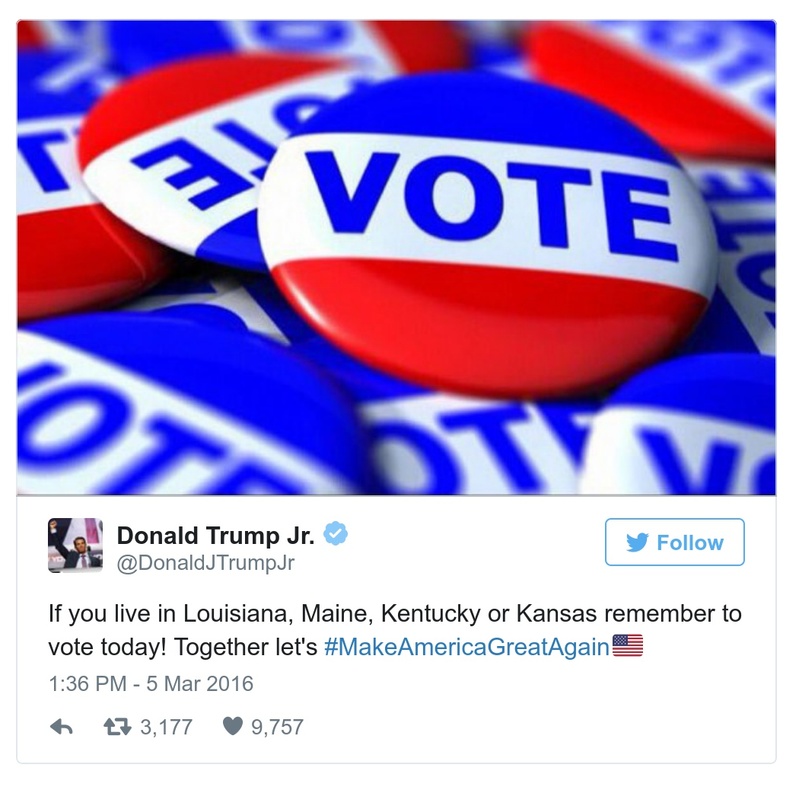 VOTE
VOTE
Donald Trump Jr.
@DonaldJTrumpJr
Follow
If you live in Louisiana, Maine, Kentucky or Kansas remember to
vote today! Together let's #MakeAmericaGreatAgain🇺🇸
1:36 PM - 5 Mar 2016
3,177 9,757